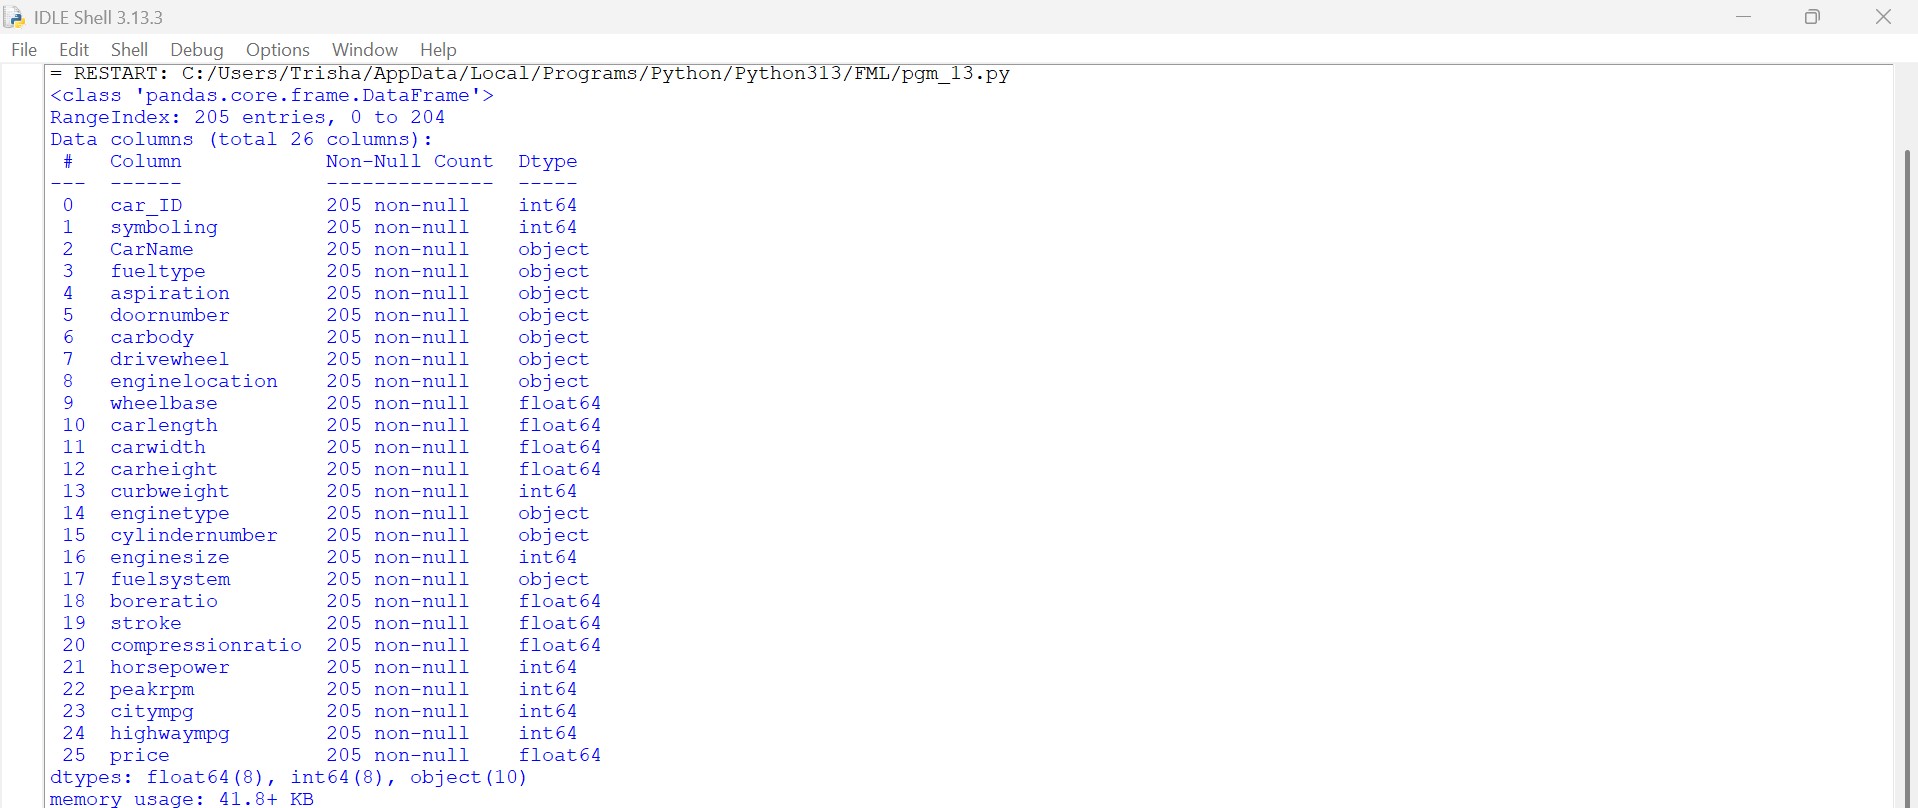 IDLE Shell 3.13.3
File Edit Shell Debug Options Window Help
= RESTART: C:/Users/Trisha/AppData/Local/Programs/Python/Python313/FML/pgm_13.py
<class 'pandas.core.frame.DataFrame'>
RangeIndex: 205 entries, 0 to 204
Data columns (total 26 columns):
 #   Column            Non-Null Count  Dtype
---  ------            --------------  -----
 0   car_ID            205 non-null    int64
 1   symboling         205 non-null    int64
 2   CarName           205 non-null    object
 3   fueltype          205 non-null    object
 4   aspiration        205 non-null    object
 5   doornumber        205 non-null    object
 6   carbody           205 non-null    object
 7   drivewheel        205 non-null    object
 8   enginelocation    205 non-null    object
 9   wheelbase         205 non-null    float64
 10  carlength         205 non-null    float64
 11  carwidth          205 non-null    float64
 12  carheight         205 non-null    float64
 13  curbweight        205 non-null    int64
 14  enginetype        205 non-null    object
 15  cylindernumber    205 non-null    object
 16  enginesize        205 non-null    int64
 17  fuelsystem        205 non-null    object
 18  boreratio         205 non-null    float64
 19  stroke            205 non-null    float64
 20  compressionratio  205 non-null    float64
 21  horsepower        205 non-null    int64
 22  peakrpm           205 non-null    int64
 23  citympg           205 non-null    int64
 24  highwaympg        205 non-null    int64
 25  price             205 non-null    float64
dtypes: float64(8), int64(8), object(10)
memory usage: 41.8+ KB